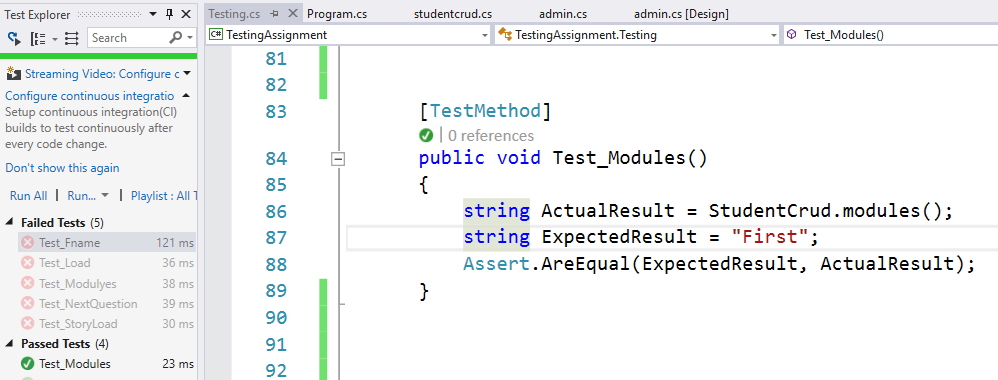 Test Explorer
Search
Streaming Video: Configure c
Configure continuous integratio
Setup continuous integration(CI)
builds to test continuously after
every code change.
Don't show this again
Run All | Run... | Playlist : All T
Failed Tests (5)
Test_Fname 121 ms
Test_Load 36 ms
Test_Modulyes 38 ms
Test_NextQuestion 39 ms
Test_StoryLoad 30 ms
Passed Tests (4)
Test_Modules 23 ms
Testing.cs Program.cs studentcrud.cs admin.cs admin.cs [Design]
C# TestingAssignment TestingAssignment.Testing Test_Modules()
81
82
83 [TestMethod]
| 0 references
84 public void Test_Modules()
85 {
86 string ActualResult = StudentCrud.modules();
87 string ExpectedResult = "First";
88 Assert.AreEqual(ExpectedResult, ActualResult);
89 }
90
91
92